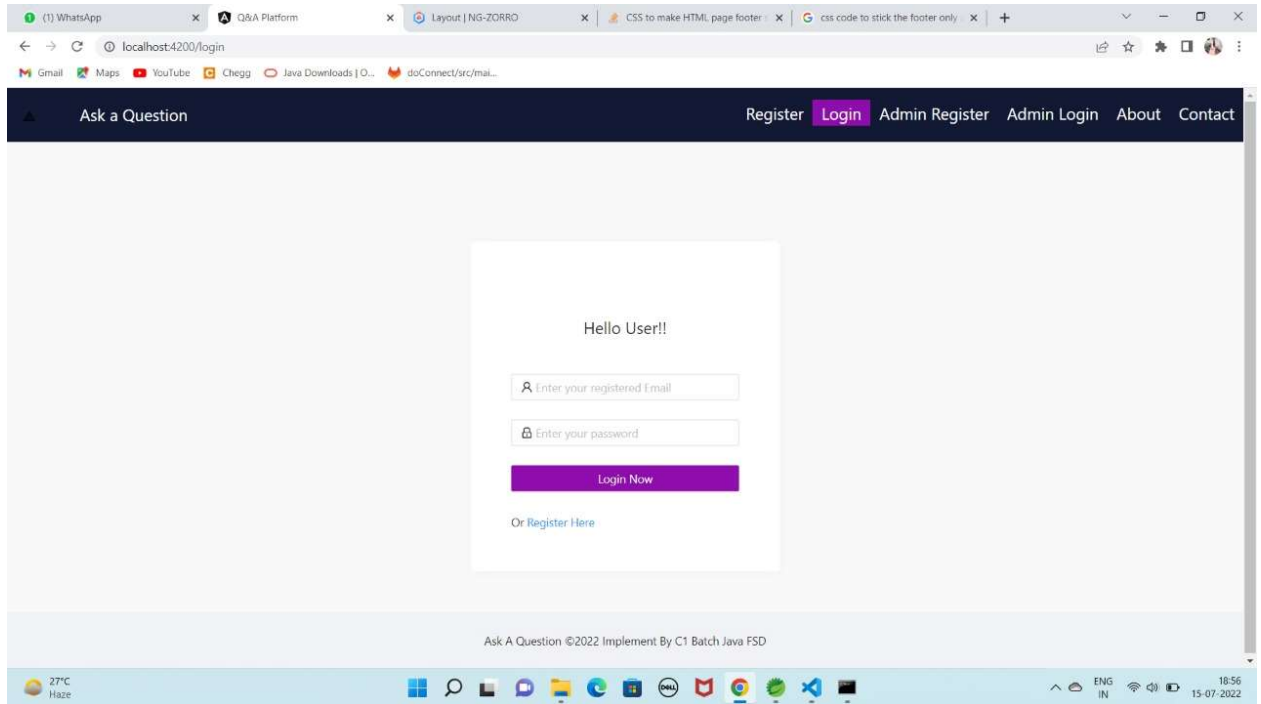 (1) WhatsApp
Q&A Platform
Layout | NG-ZORRO
CSS to make HTML page footer
css code to stick the footer only
localhost:4200/login
Gmail
Maps
YouTube
Chegg
Java Downloads | O...
doConnect/src/mai...
Ask a Question
Register
Login
Admin Register
Admin Login
About
Contact
Hello User!!
Enter your registered Email
Enter your password
Login Now
Or Register Here
Ask A Question ©2022 Implement By C1 Batch Java FSD
27°C
Haze
DELL
ENG
IN
18:56
15-07-2022